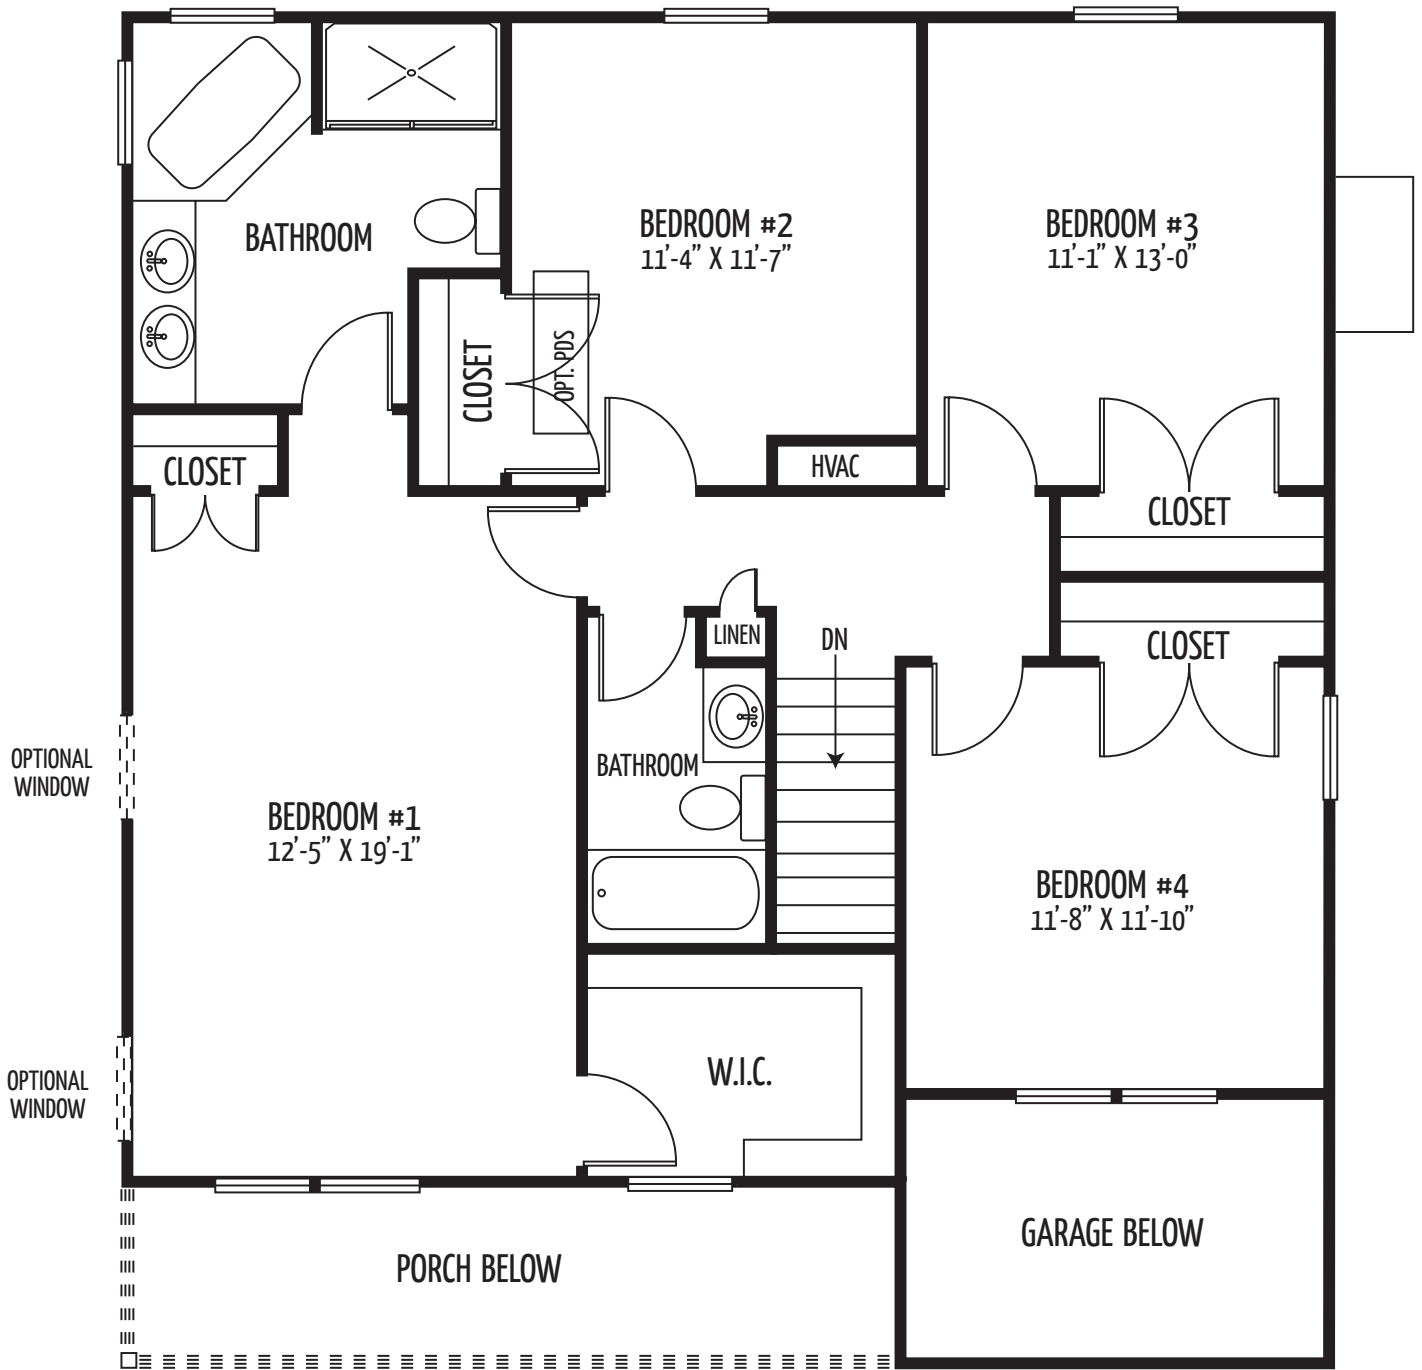 BATHROOM
BEDROOM #2
11’-4” X 11’-7”
BEDROOM #3
11’-1” X 13’-0”
CLOSET
OPT. PDS
CLOSET
HVAC
CLOSET
LINEN
DN
CLOSET
OPTIONAL
WINDOW
BATHROOM
BEDROOM #1
12’-5” X 19’-1”
BEDROOM #4
11’-8” X 11’-10”
OPTIONAL
WINDOW
W.I.C.
PORCH BELOW
GARAGE BELOW